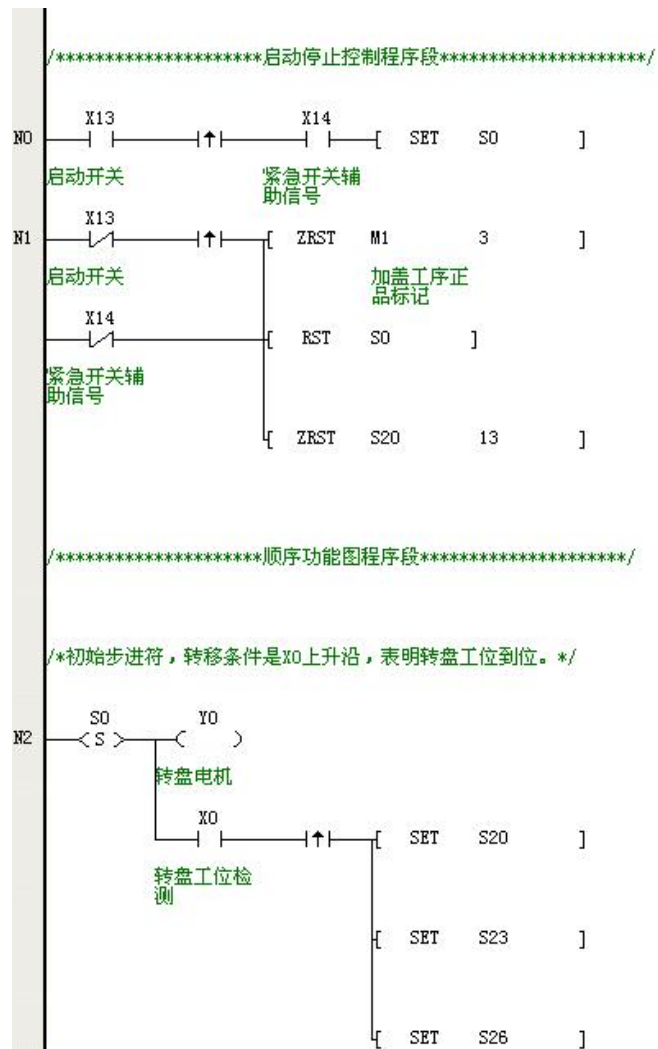 /*********************启动停止控制程序段*********************/
X13 X14
N0 SET S0 ]
启动开关 紧急开关辅
助信号
X13
N1 [ ZRST M1 3 ]
启动开关 加盖工序正
品标记
X14
[ RST S0 ]
紧急开关辅
助信号
[ ZRST S20 13 ]
/*********************顺序功能图程序段*********************/
/*初始步进符，转移条件是X0上升沿，表明转盘工位到位。*/
S0 Y0
N2 < S > ( )
转盘电机
X0
[ SET S20 ]
转盘工位检
测
[ SET S23 ]
[ SET S26 ]